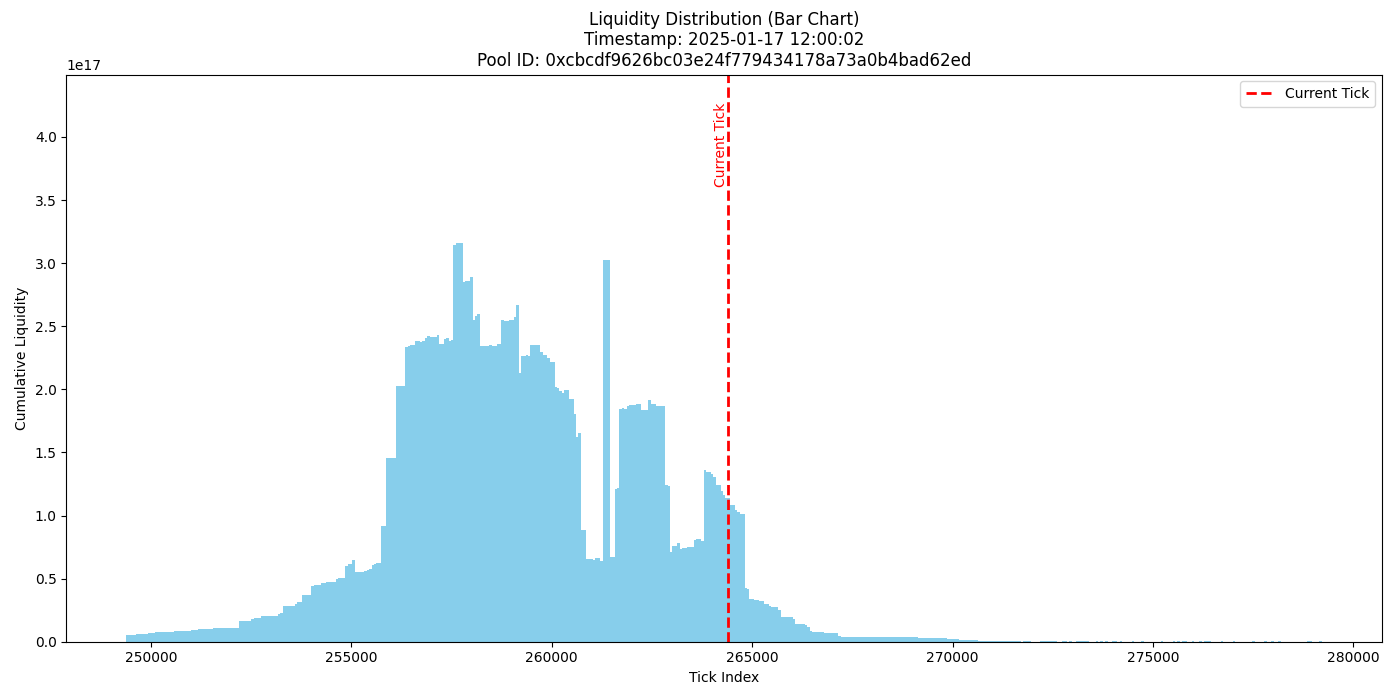 Liquidity Distribution (Bar Chart)
Timestamp: 2025-01-17 12:00:02
Pool ID: 0xcbcdf9626bc03e24f779434178a73a0b4bad62ed
1e17
Current Tick
Current Tick
4.0
3.5
3.0
2.5
2.0
1.5
1.0
0.5
0.0
Cumulative Liquidity
250000 255000 260000 265000 270000 275000 280000
Tick Index